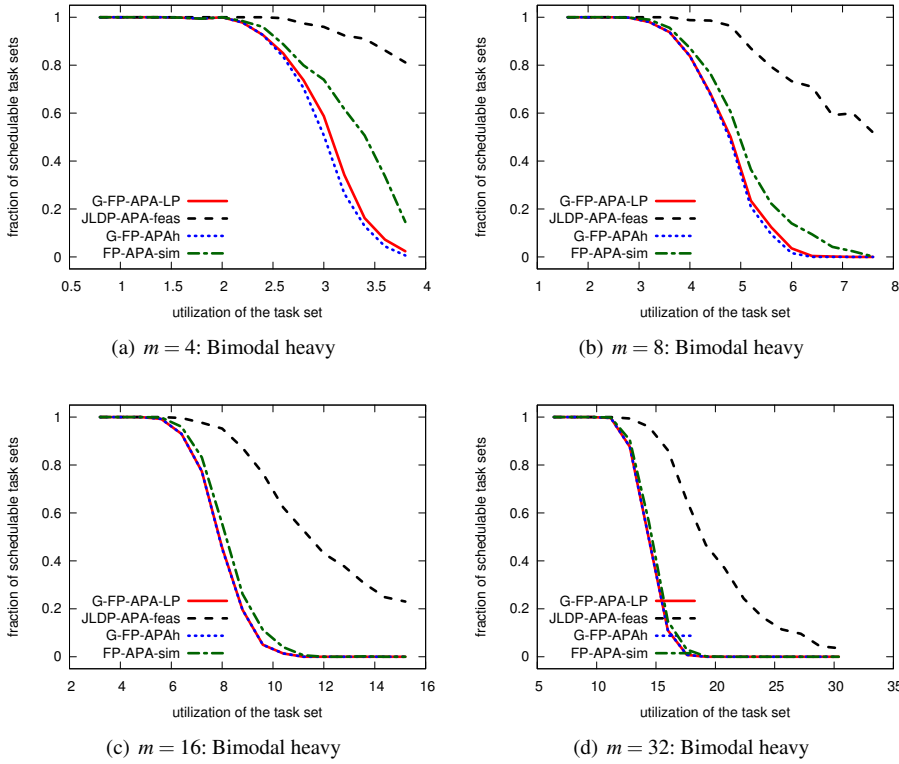 1
0.8
0.6
0.4
0.2
0
fraction of schedulable task sets
G-FP-APA-LP
JLDP-APA-feas
G-FP-APAh
FP-APA-sim
0.5 1 1.5 2 2.5 3 3.5 4
utilization of the task set
(a) m = 4: Bimodal heavy
1
0.8
0.6
0.4
0.2
0
fraction of schedulable task sets
G-FP-APA-LP
JLDP-APA-feas
G-FP-APAh
FP-APA-sim
1 2 3 4 5 6 7 8
utilization of the task set
(b) m = 8: Bimodal heavy
1
0.8
0.6
0.4
0.2
0
fraction of schedulable task sets
G-FP-APA-LP
JLDP-APA-feas
G-FP-APAh
FP-APA-sim
2 4 6 8 10 12 14 16
utilization of the task set
(c) m = 16: Bimodal heavy
1
0.8
0.6
0.4
0.2
0
fraction of schedulable task sets
G-FP-APA-LP
JLDP-APA-feas
G-FP-APAh
FP-APA-sim
5 10 15 20 25 30 35
utilization of the task set
(d) m = 32: Bimodal heavy